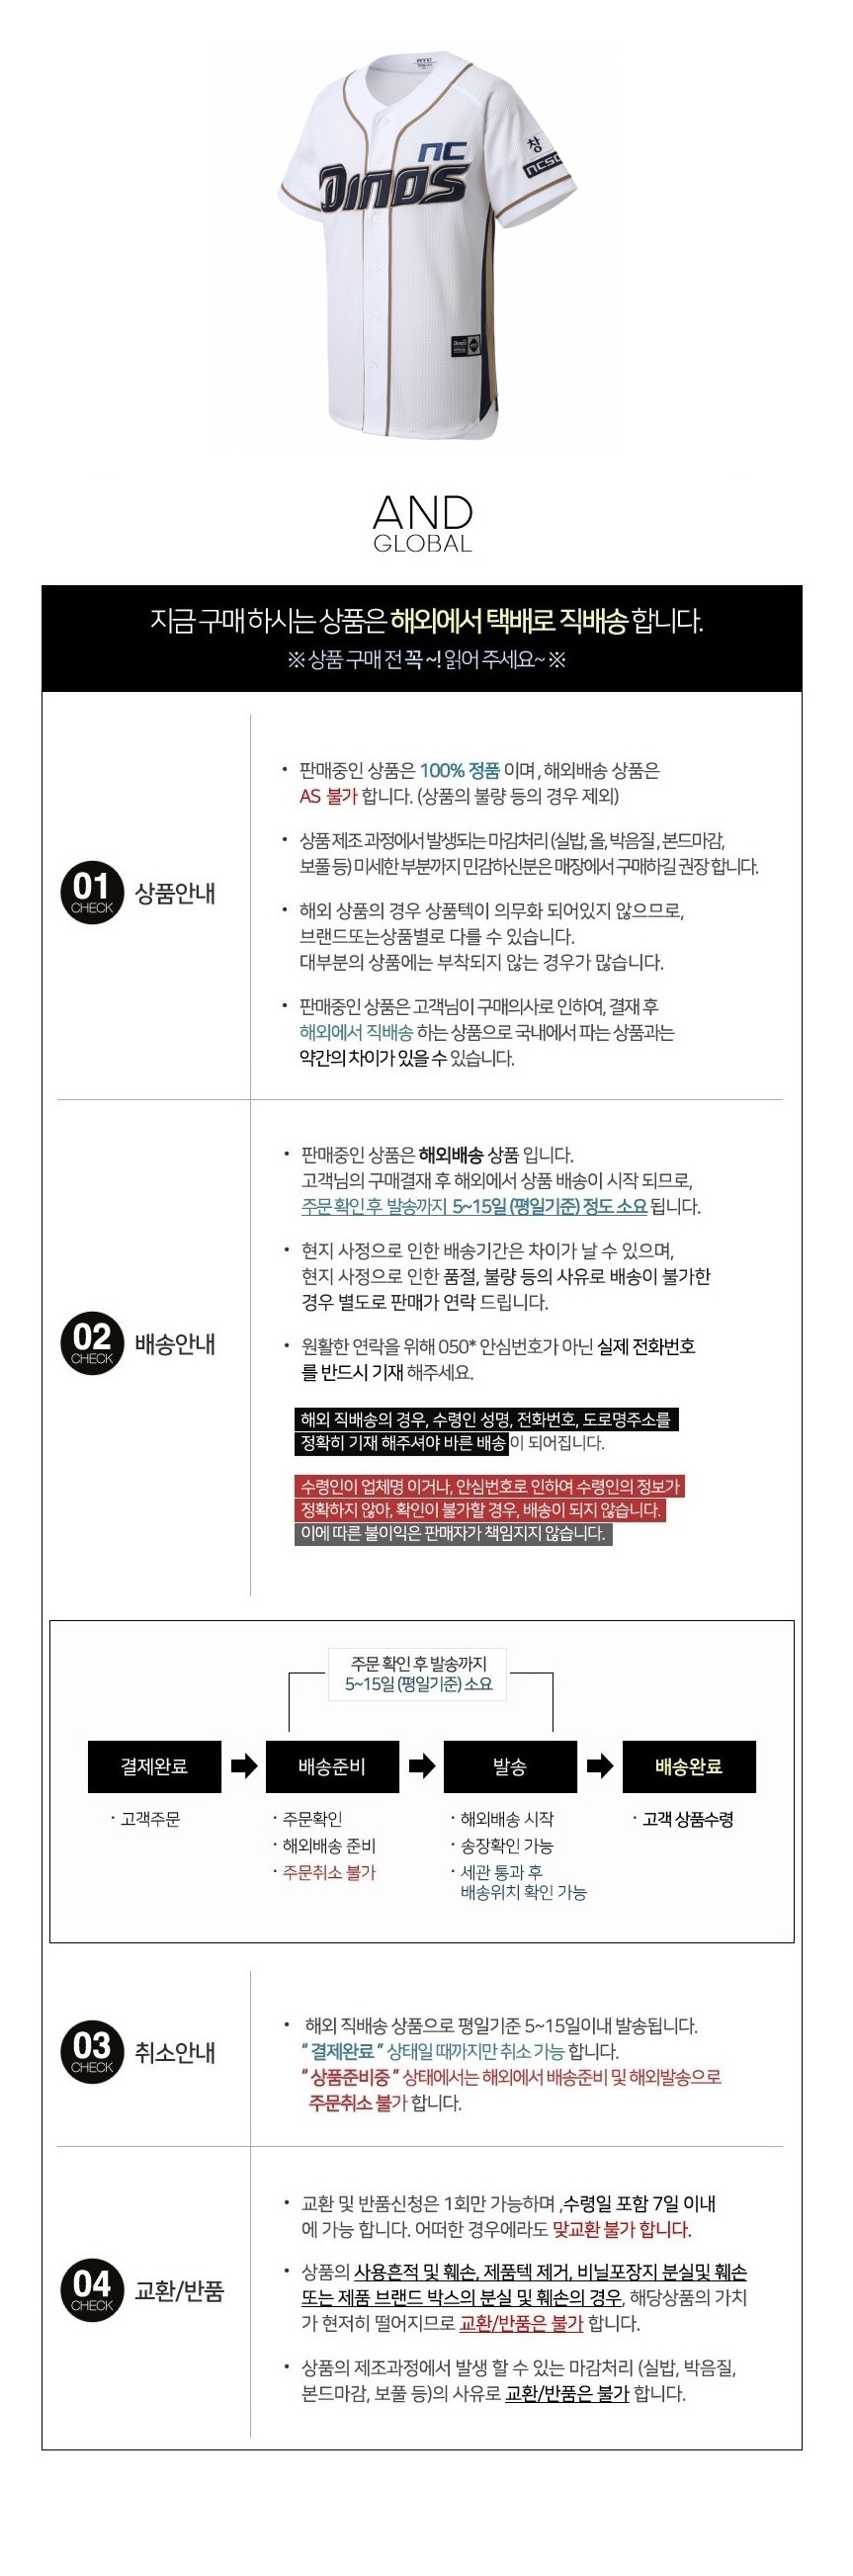 nc
Dinos
창
AND
GLOBAL
지금 구매 하시는 상품은 해외에서 택배로 직배송 합니다.
※ 상품 구매 전 꼭 ~! 읽어 주세요~ ※
01
CHECK
상품안내
• 판매중인 상품은 100% 정품 이며 , 해외배송 상품은
AS 불가 합니다. (상품의 불량 등의 경우 제외)
• 상품 제조 과정에서 발생되는 마감처리 (실밥, 올, 박음질 , 본드마감,
보풀 등) 미세한 부분까지 민감하신분은 매장에서 구매하길 권장 합니다.
• 해외 상품의 경우 상품텍이 의무화 되어있지 않으므로,
브랜드또는상품별로 다를 수 있습니다.
대부분의 상품에는 부착되지 않는 경우가 많습니다.
• 판매중인 상품은 고객님이 구매의사로 인하여, 결재 후
해외에서 직배송 하는 상품으로 국내에서 파는 상품과는
약간의 차이가 있을 수 있습니다.
02
CHECK
배송안내
• 판매중인 상품은 해외배송 상품 입니다.
고객님의 구매결재 후 해외에서 상품 배송이 시작 되므로,
주문 확인 후 발송까지 5~15일 (평일기준) 정도 소요 됩니다.
• 현지 사정으로 인한 배송기간은 차이가 날 수 있으며,
현지 사정으로 인한 품절, 불량 등의 사유로 배송이 불가한
경우 별도로 판매가 연락 드립니다.
• 원활한 연락을 위해 050* 안심번호가 아닌 실제 전화번호
를 반드시 기재 해주세요.
해외 직배송의 경우, 수령인 성명, 전화번호, 도로명주소를
정확히 기재 해주셔야 바른 배송이 되어집니다.
수령인이 업체명 이거나, 안심번호로 인하여 수령인의 정보가
정확하지 않아, 확인이 불가할 경우, 배송이 되지 않습니다.
이에 따른 불이익은 판매자가 책임지지 않습니다.
주문 확인 후 발송까지
5~15일 (평일기준) 소요
결제완료
배송준비
발송
배송완료
· 고객주문
· 주문확인
· 해외배송 준비
· 주문취소 불가
· 해외배송 시작
· 송장확인 가능
· 세관 통과 후
배송위치 확인 가능
· 고객 상품수령
03
CHECK
취소안내
• 해외 직배송 상품으로 평일기준 5~15일이내 발송됩니다.
“ 결제완료 ” 상태일 때까지만 취소 가능 합니다.
“ 상품준비중 ” 상태에서는 해외에서 배송준비 및 해외발송으로
주문취소 불가 합니다.
04
CHECK
교환/반품
• 교환 및 반품신청은 1회만 가능하며 ,수령일 포함 7일 이내
에 가능 합니다. 어떠한 경우에라도 맞교환 불가 합니다.
• 상품의 사용흔적 및 훼손, 제품텍 제거, 비닐포장지 분실및 훼손
또는 제품 브랜드 박스의 분실 및 훼손의 경우, 해당상품의 가치
가 현저히 떨어지므로 교환/반품은 불가 합니다.
• 상품의 제조과정에서 발생 할 수 있는 마감처리 (실밥, 박음질,
본드마감, 보풀 등)의 사유로 교환/반품은 불가 합니다.